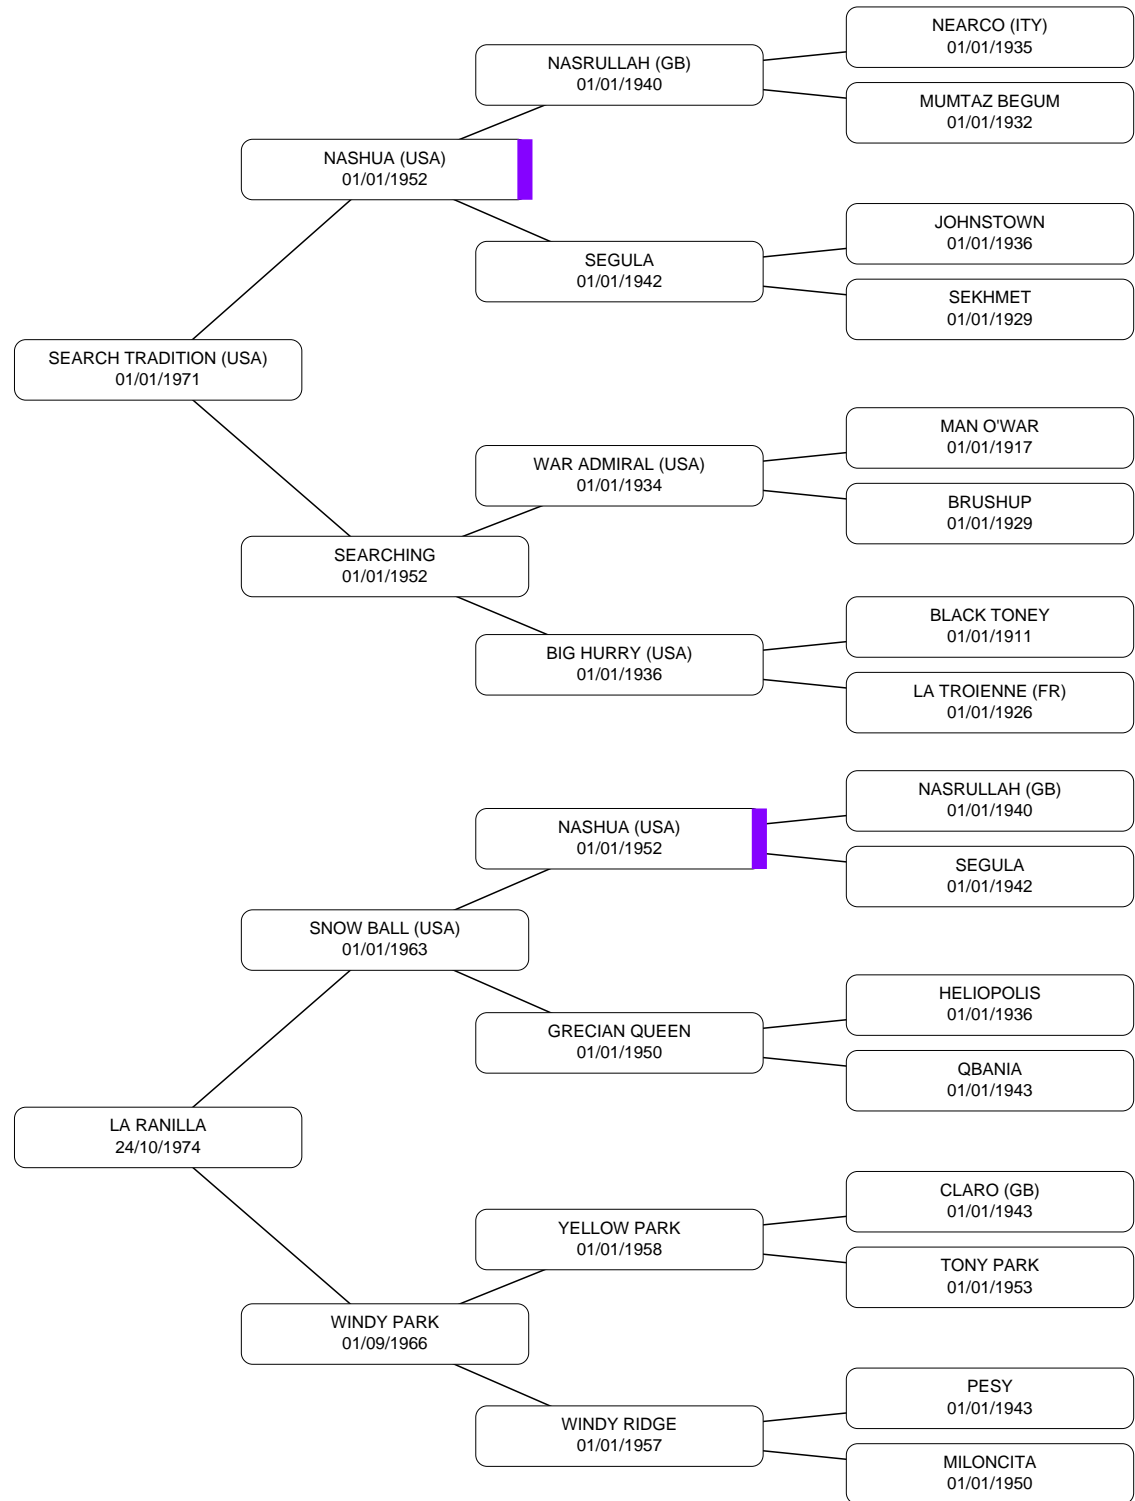 NEARCO (ITY)
01/01/1935
NASRULLAH (GB)
01/01/1940
MUMTAZ BEGUM
01/01/1932
NASHUA (USA)
01/01/1952
JOHNSTOWN
01/01/1936
SEGULA
01/01/1942
SEKHMET
01/01/1929
SEARCH TRADITION (USA)
01/01/1971
MAN O'WAR
01/01/1917
WAR ADMIRAL (USA)
01/01/1934
BRUSHUP
01/01/1929
SEARCHING
01/01/1952
BLACK TONEY
01/01/1911
BIG HURRY (USA)
01/01/1936
LA TROIENNE (FR)
01/01/1926
NASRULLAH (GB)
01/01/1940
NASHUA (USA)
01/01/1952
SEGULA
01/01/1942
SNOW BALL (USA)
01/01/1963
HELIOPOLIS
01/01/1936
GRECIAN QUEEN
01/01/1950
QBANIA
01/01/1943
LA RANILLA
24/10/1974
CLARO (GB)
01/01/1943
YELLOW PARK
01/01/1958
TONY PARK
01/01/1953
WINDY PARK
01/09/1966
PESY
01/01/1943
WINDY RIDGE
01/01/1957
MILONCITA
01/01/1950